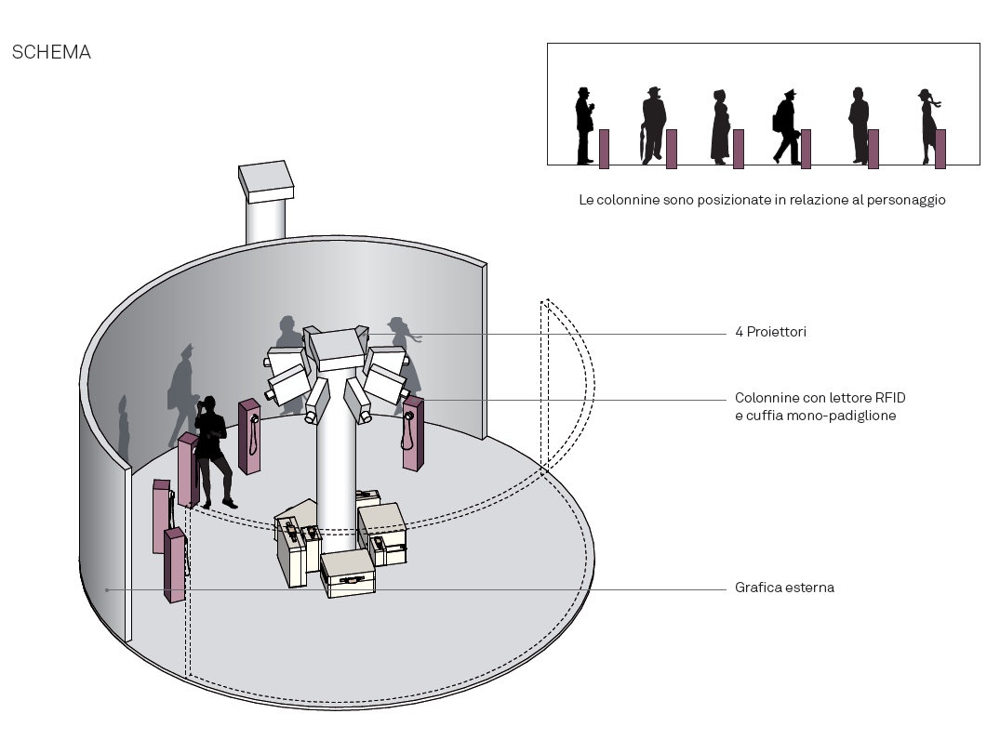 SCHEMA
Le colonnine sono posizionate in relazione al personaggio
4 Proiettori
Colonnine con lettore RFID
e cuffia mono-padiglione
Grafica esterna